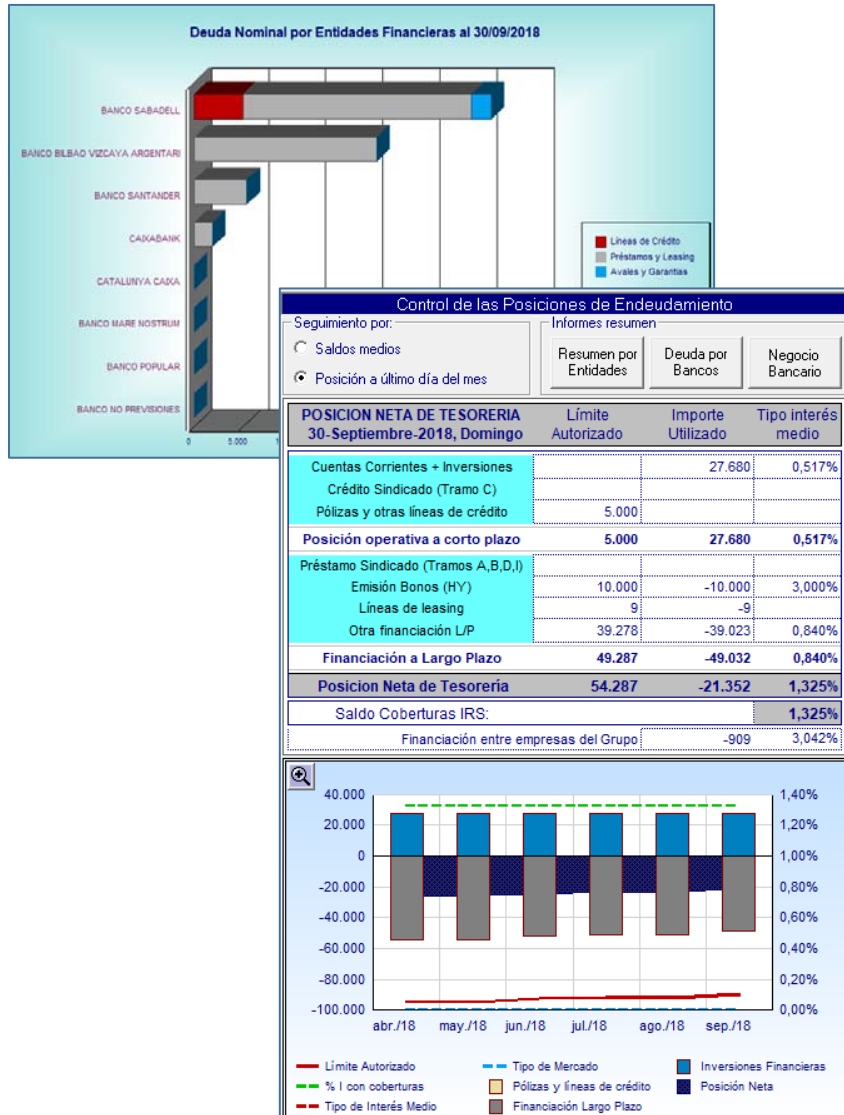 Deuda Nominal por Entidades Financieras al 30/09/2018
BANCO SABADELL
BANCO BILBAO VIZCAYA ARGENTARI
BANCO SANTANDER
CAIXABANK
CATALUNYA CAIXA
BANCO MARE NOSTRUM
BANCO POPULAR
BANCO NO PREVISIONES
0 5.000
Líneas de Crédito
Préstamos y Leasing
Avales y Garantias
Control de las Posiciones de Endeudamiento
Seguimiento por:
Saldos medios
Posición a último día del mes
Informes resumen
Resumen por
Entidades
Deuda por
Bancos
Negocio
Bancario
POSICION NETA DE TESORERIA Límite Importe Tipo interés
30-Septiembre-2018, Domingo Autorizado Utilizado medio
Cuentas Corrientes + Inversiones 27.680 0,517%
Crédito Sindicado (Tramo C)
Pólizas y otras líneas de crédito 5.000
Posición operativa a corto plazo 5.000 27.680 0,517%
Préstamo Sindicado (Tramos A,B,D,I)
Emisión Bonos (HY) 10.000 -10.000 3,000%
Líneas de leasing 9 -9
Otra financiación L/P 39.278 -39.023 0,840%
Financiación a Largo Plazo 49.287 -49.032 0,840%
Posicion Neta de Tesorería 54.287 -21.352 1,325%
Saldo Coberturas IRS: 1,325%
Financiación entre empresas del Grupo -909 3,042%
40.000 1,40%
20.000 1,20%
0 1,00%
-20.000 0,80%
-40.000 0,60%
-60.000 0,40%
-80.000 0,20%
-100.000 0,00%
abr./18 may./18 jun./18 jul./18 ago./18 sep./18
Límite Autorizado Tipo de Mercado Inversiones Financieras
% I con coberturas Pólizas y líneas de crédito Posición Neta
Tipo de Interés Medio Financiación Largo Plazo